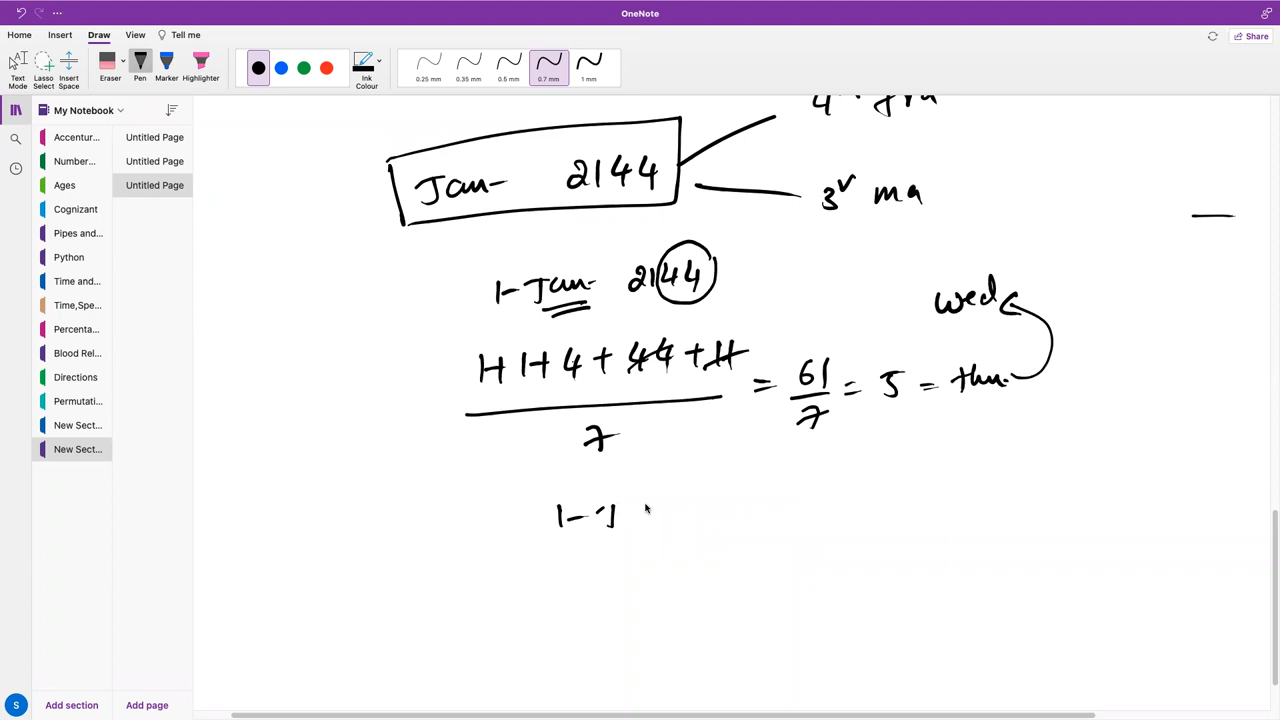 OneNote
Home Insert Draw View Tell me
Share
Text Mode
Lasso Select
Insert Space
Eraser
Pen
Marker
Highlighter
Ink Colour
0.25 mm
0.35 mm
0.5 mm
0.7 mm
1 mm
My Notebook
Accentur...
Number...
Ages
Cognizant
Pipes and...
Python
Time and...
Time,Spe...
Percenta...
Blood Rel...
Directions
Permutati...
New Sect...
New Sect...
Untitled Page
Untitled Page
Untitled Page
Jan- 2144
ma
1-Jan- 2144
Wed
1+1+4+44+11 = 61 = 5 = thu.
7 7
1-J
S
Add section
Add page